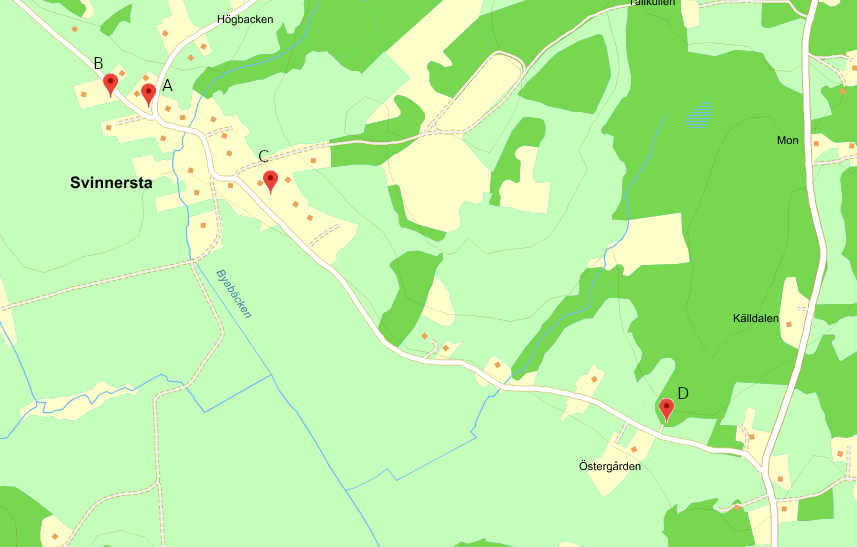 Tallkullen
Högbacken
B
A
Mon
C
Svinnersta
Byabäcken
Källdalen
D
Östergården